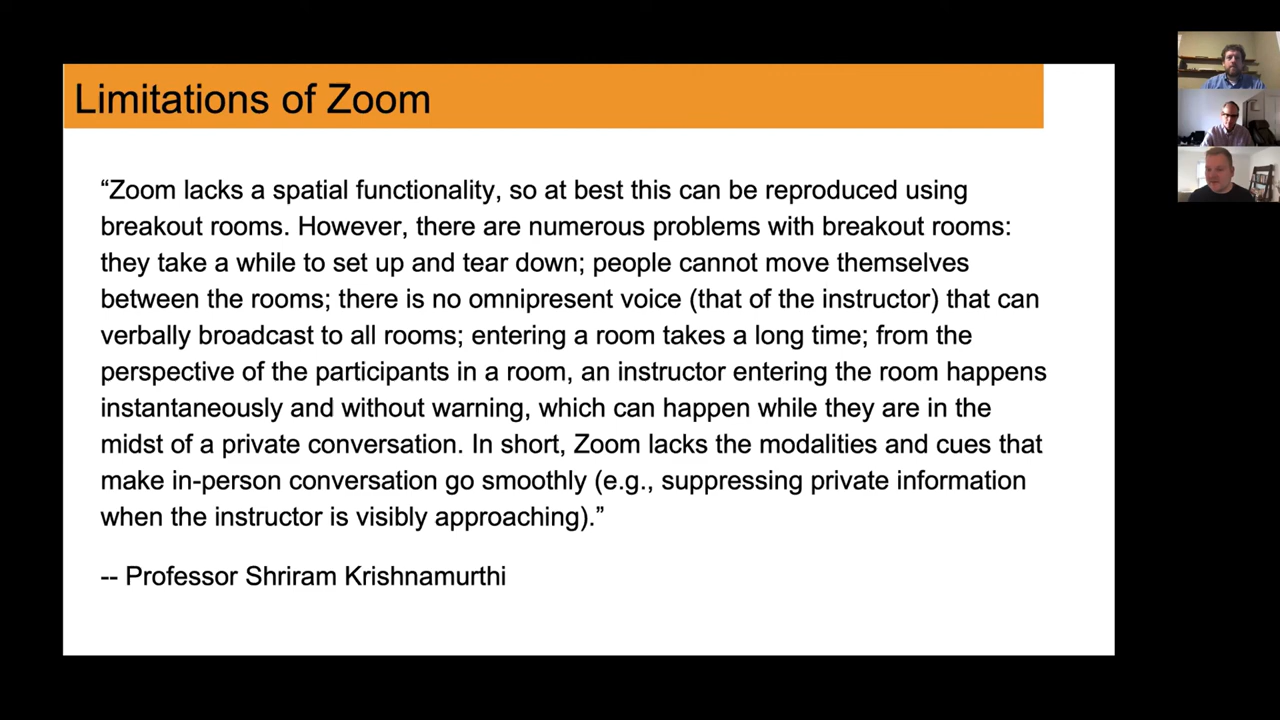 Limitations of Zoom
“Zoom lacks a spatial functionality, so at best this can be reproduced using
breakout rooms. However, there are numerous problems with breakout rooms:
they take a while to set up and tear down; people cannot move themselves
between the rooms; there is no omnipresent voice (that of the instructor) that can
verbally broadcast to all rooms; entering a room takes a long time; from the
perspective of the participants in a room, an instructor entering the room happens
instantaneously and without warning, which can happen while they are in the
midst of a private conversation. In short, Zoom lacks the modalities and cues that
make in-person conversation go smoothly (e.g., suppressing private information
when the instructor is visibly approaching).”
-- Professor Shriram Krishnamurthi